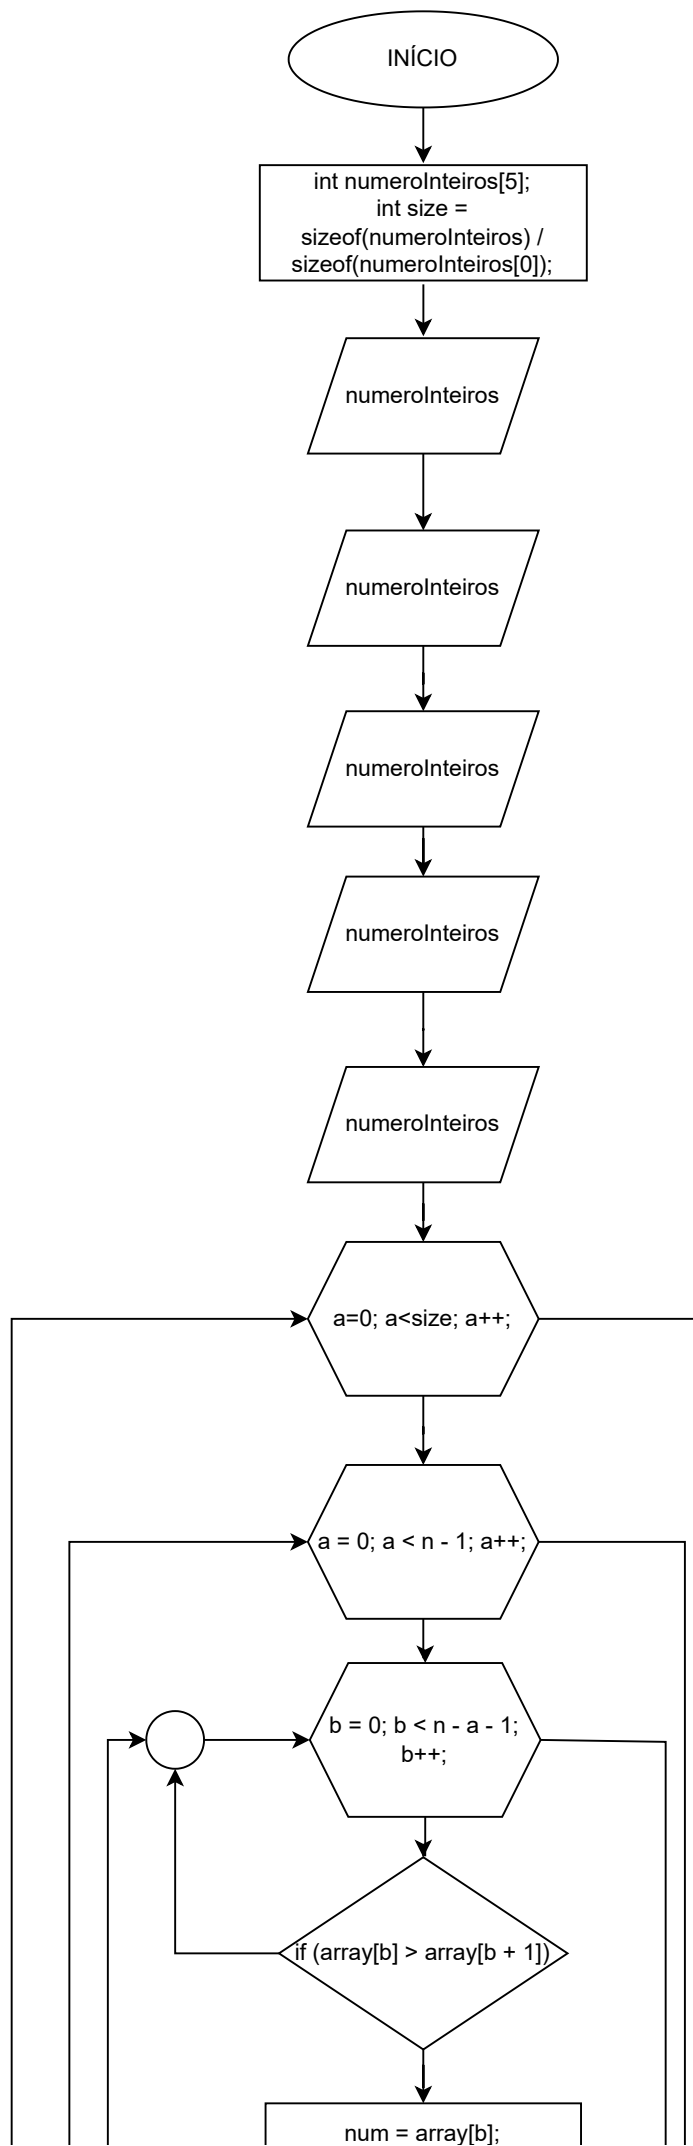 INÍCIO
int numeroInteiros[5];
int size =
sizeof(numeroInteiros) /
sizeof(numeroInteiros[0]);
numeroInteiros
numeroInteiros
numeroInteiros
numeroInteiros
numeroInteiros
a=0; a<size; a++;
a = 0; a < n - 1; a++;
b = 0; b < n - a - 1;
b++;
if (array[b] > array[b + 1])
num = array[b];